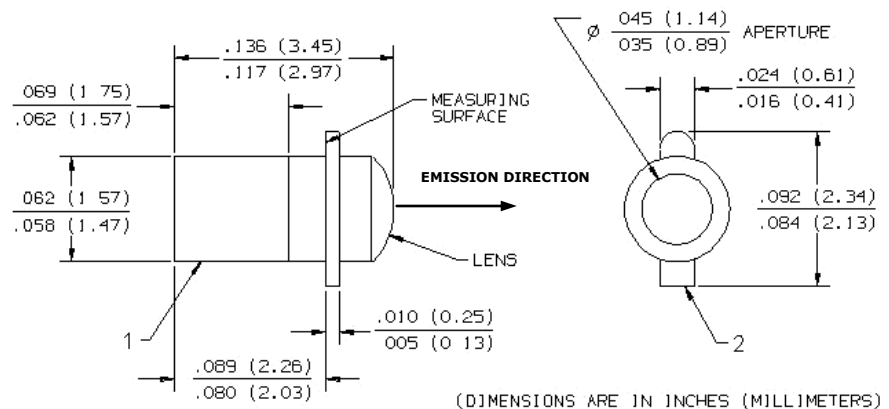 .136 (3.45)
.117 (2.97)
ø 045 (1.14) APERTURE
035 (0.89)
.024 (0.61)
.016 (0.41)
069 (1 75)
.062 (1.57)
MEASURING
SURFACE
.062 (1 57)
.058 (1.47)
EMISSION DIRECTION
.092 (2.34)
.084 (2.13)
LENS
1
.010 (0.25)
005 (0 13)
2
.089 (2.26)
.080 (2.03)
(DIMENSIONS ARE IN INCHES (MILLIMETERS)